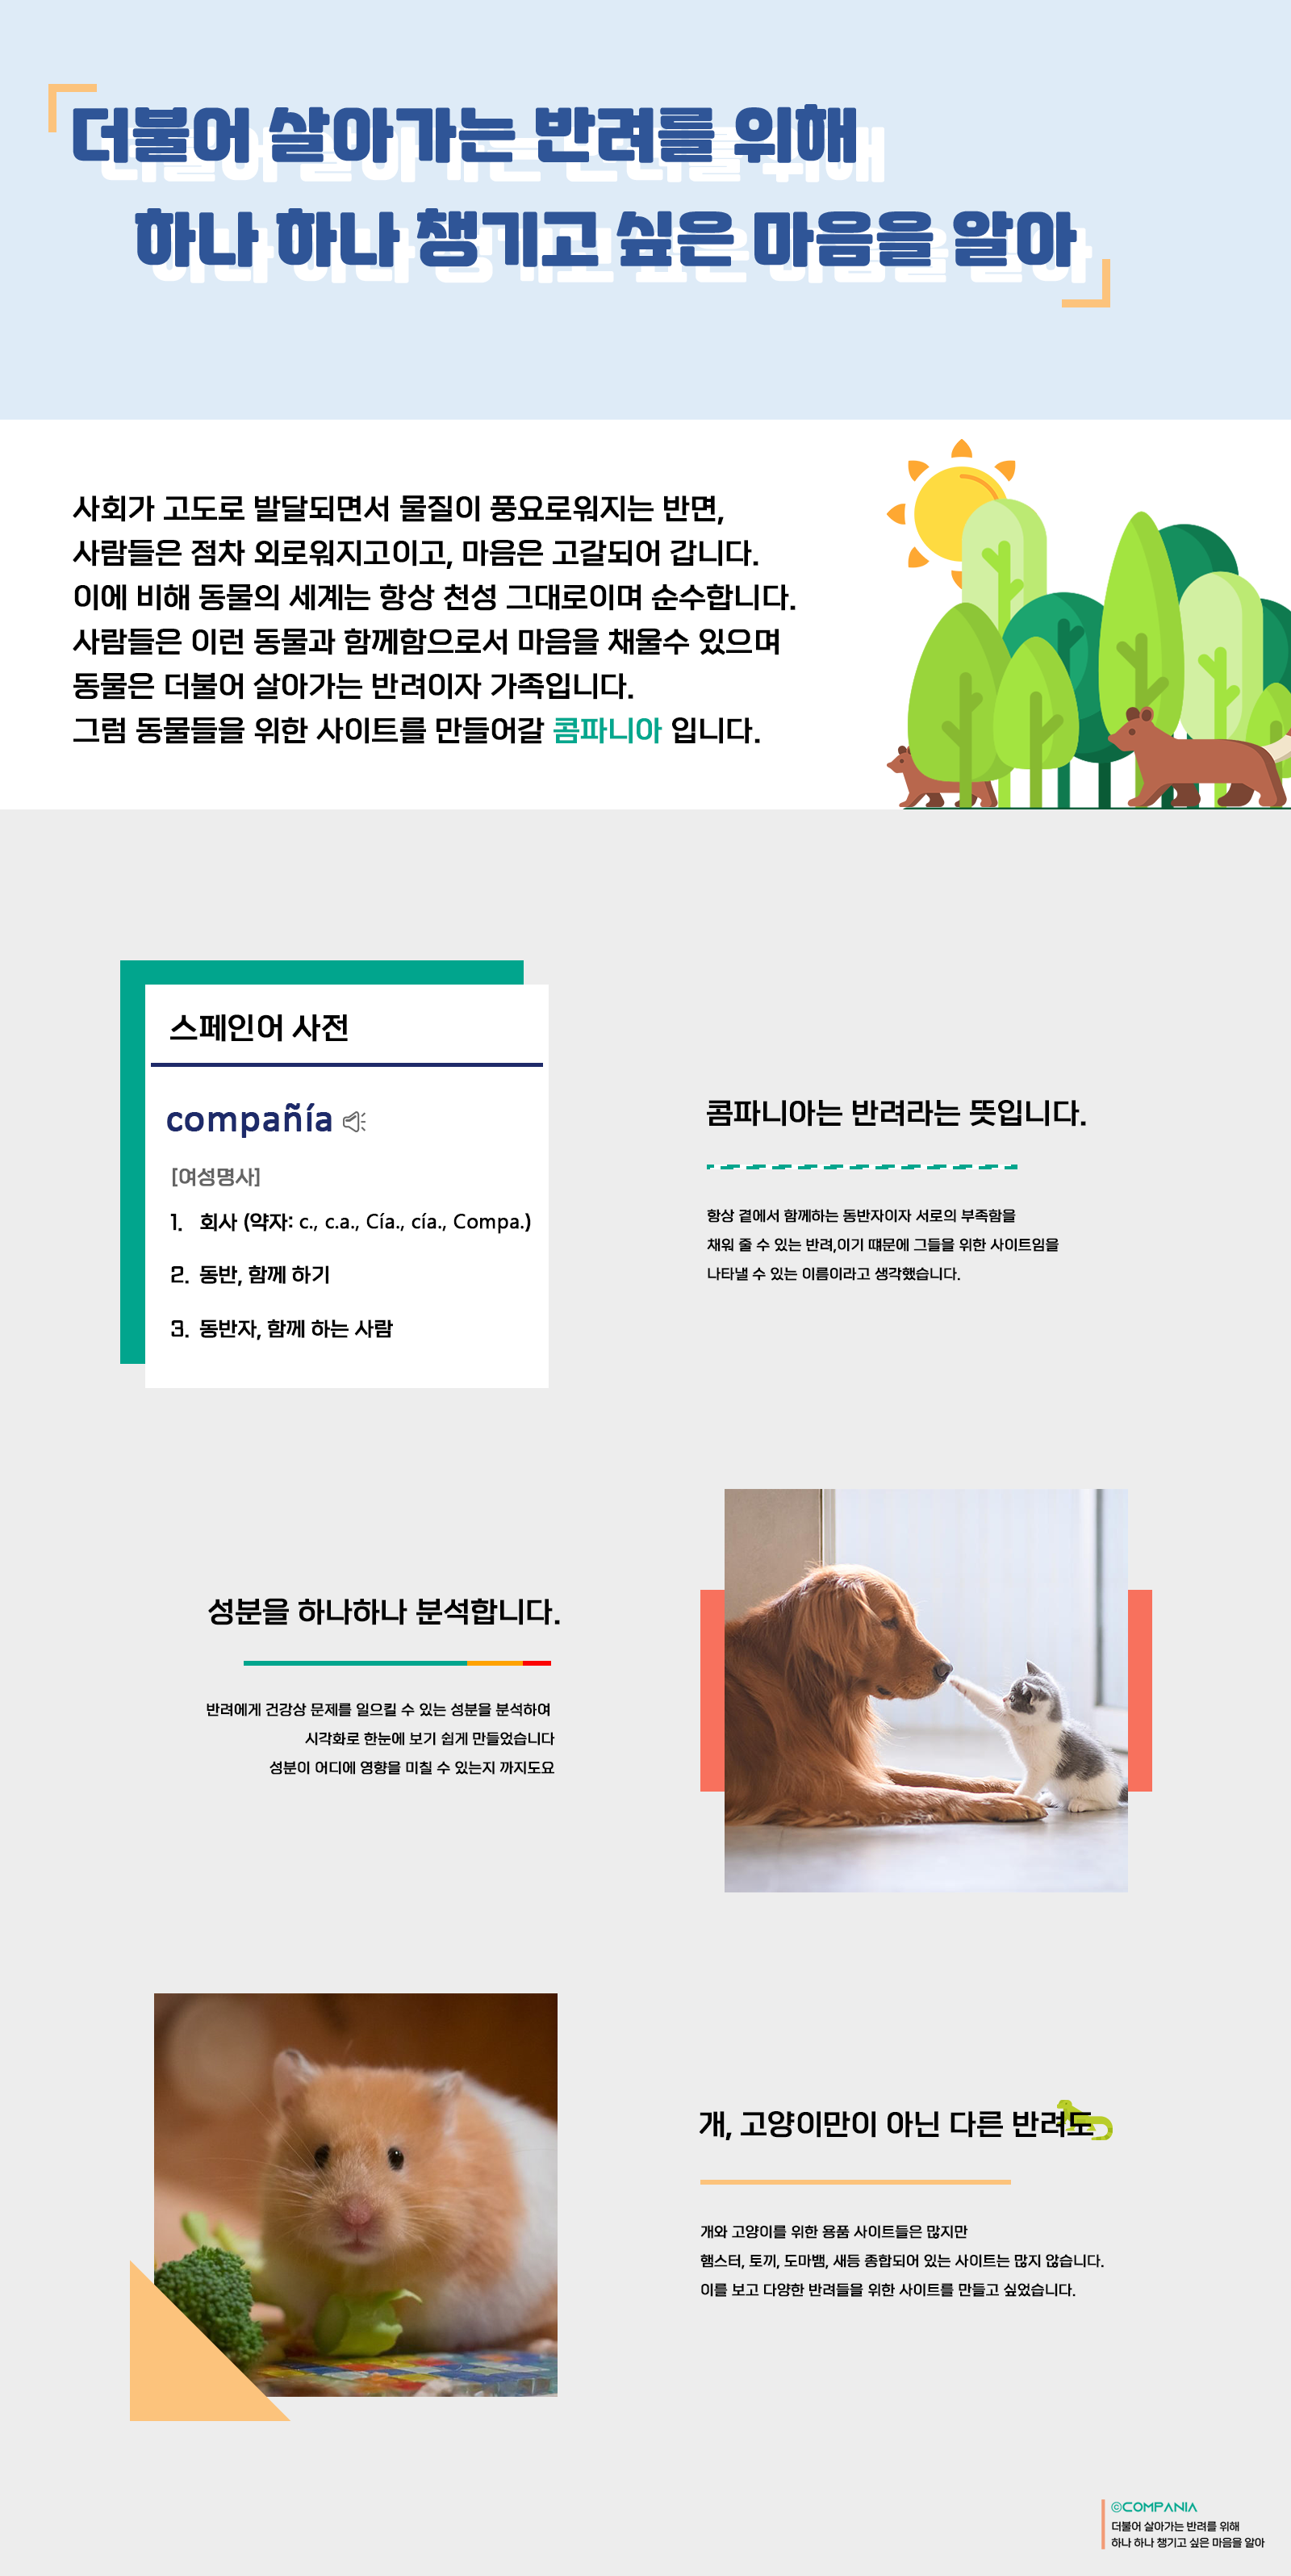 더불어 살아가는 반려를 위해
하나 하나 챙기고 싶은 마음을 알아
사회가 고도로 발달되면서 물질이 풍요로워지는 반면,
사람들은 점차 외로워지고이고, 마음은 고갈되어 갑니다.
이에 비해 동물의 세계는 항상 천성 그대로이며 순수합니다.
사람들은 이런 동물과 함께함으로서 마음을 채울수 있으며
동물은 더불어 살아가는 반려이자 가족입니다.
그럼 동물들을 위한 사이트를 만들어갈 콤파니아 입니다.
스페인어 사전
compañía
[여성명사]
1. 회사 (약자: c., c.a., Cía., cía., Compa.)
2. 동반, 함께 하기
3. 동반자, 함께 하는 사람
콤파니아는 반려라는 뜻입니다.
항상 곁에서 함께하는 동반자이자 서로의 부족함을
채워 줄 수 있는 반려,이기 떄문에 그들을 위한 사이트임을
나타낼 수 있는 이름이라고 생각했습니다.
성분을 하나하나 분석합니다.
반려에게 건강상 문제를 일으킬 수 있는 성분을 분석하여
시각화로 한눈에 보기 쉽게 만들었습니다
성분이 어디에 영향을 미칠 수 있는지 까지도요
개, 고양이만이 아닌 다른 반려도
개와 고양이를 위한 용품 사이트들은 많지만
햄스터, 토끼, 도마뱀, 새등 종합되어 있는 사이트는 많지 않습니다.
이를 보고 다양한 반려들을 위한 사이트를 만들고 싶었습니다.
©COMPANIA
더불어 살아가는 반려를 위해
하나 하나 챙기고 싶은 마음을 알아